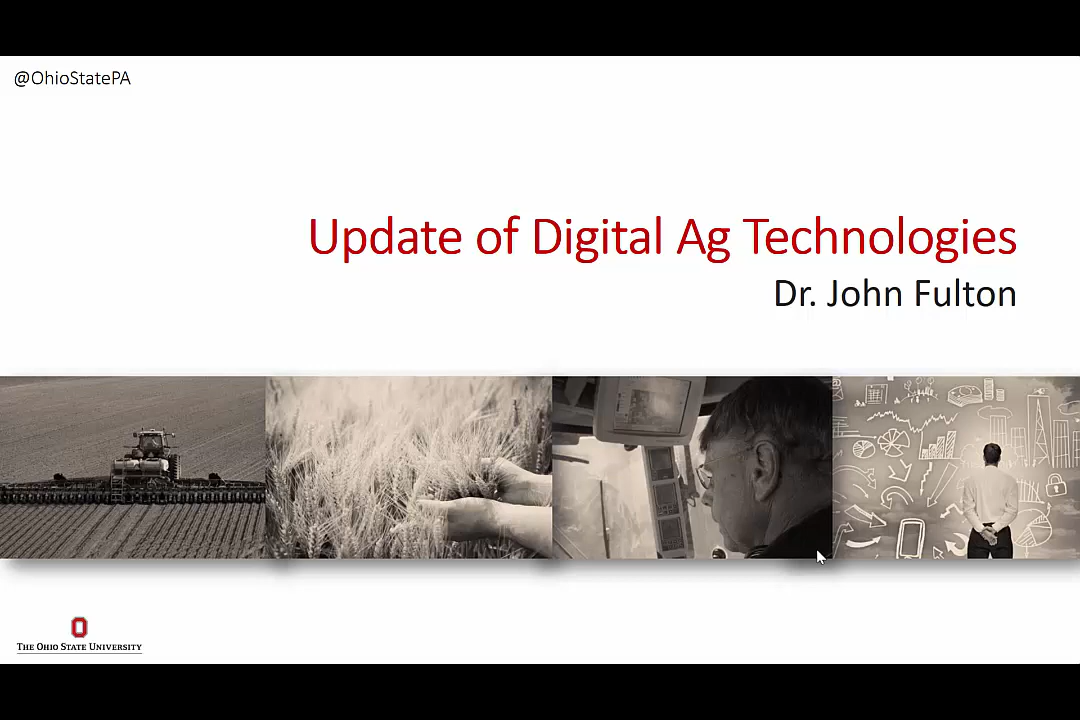 @OhioStatePA
Update of Digital Ag Technologies
Dr. John Fulton
THE OHIO STATE UNIVERSITY